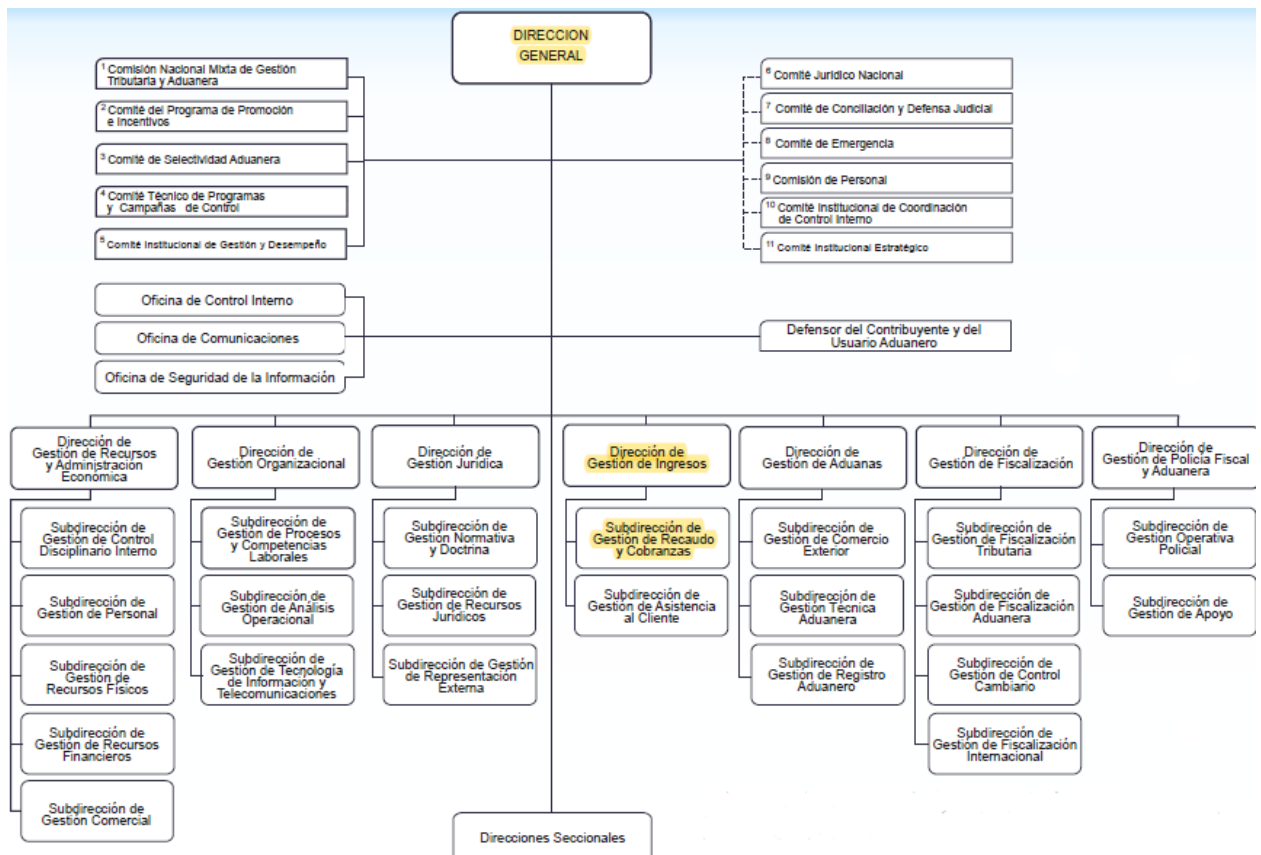 DIRECCION
GENERAL
1 Comisión Nacional Mixta de Gestión
Tributaria y Aduanera
2 Comité del Programa de Promoción
e Incentivos
3 Comité de Selectividad Aduanera
4 Comité Técnico de Programas
y Campañas de Control
5 Comité Institucional de Gestión y Desempeño
6 Comité Jurídico Nacional
7 Comité de Conciliación y Defensa Judicial
8 Comité de Emergencia
9 Comisión de Personal
10 Comité Institucional de Coordinación
de Control Interno
11 Comité Institucional Estratégico
Oficina de Control Interno
Oficina de Comunicaciones
Oficina de Seguridad de la Información
Defensor del Contribuyente y del
Usuario Aduanero
Dirección de
Gestión de Recursos
y Administración
Económica
Subdirección de
Gestión de Control
Disciplinario Interno
Subdirección de
Gestión de Personal
Subdirección de
Gestión de
Recursos Físicos
Subdirección de
Gestión de Recursos
Financieros
Subdirección de
Gestión Comercial
Dirección de
Gestión Organizacional
Subdirección de
Gestión de Procesos
y Competencias
Laborales
Subdirección de
Gestión de Análisis
Operacional
Subdirección de
Gestión de Tecnología
de Información y
Telecomunicaciones
Dirección de
Gestión Jurídica
Subdirección de
Gestión Normativa
y Doctrina
Subdirección de
Gestión de Recursos
Jurídicos
Subdirección de Gestión
de Representación
Externa
Dirección de
Gestión de Ingresos
Subdirección de
Gestión de Recaudo
y Cobranzas
Subdirección de
Gestión de Asistencia
al Cliente
Dirección de
Gestión de Aduanas
Subdirección de
Gestión de Comercio
Exterior
Subdirección de
Gestión Técnica
Aduanera
Subdirección de
Gestión de Registro
Aduanero
Dirección de
Gestión de Fiscalización
Subdirección de
Gestión de Fiscalización
Tributaria
Subdirección de
Gestión de Fiscalización
Aduanera
Subdirección de
Gestión de Control
Cambiario
Subdirección de
Gestión de Fiscalización
Internacional
Dirección de
Gestión de Policía Fiscal
y Aduanera
Subdirección de
Gestión Operativa
Policial
Subdirección de
Gestión de Apoyo
Direcciones Seccionales